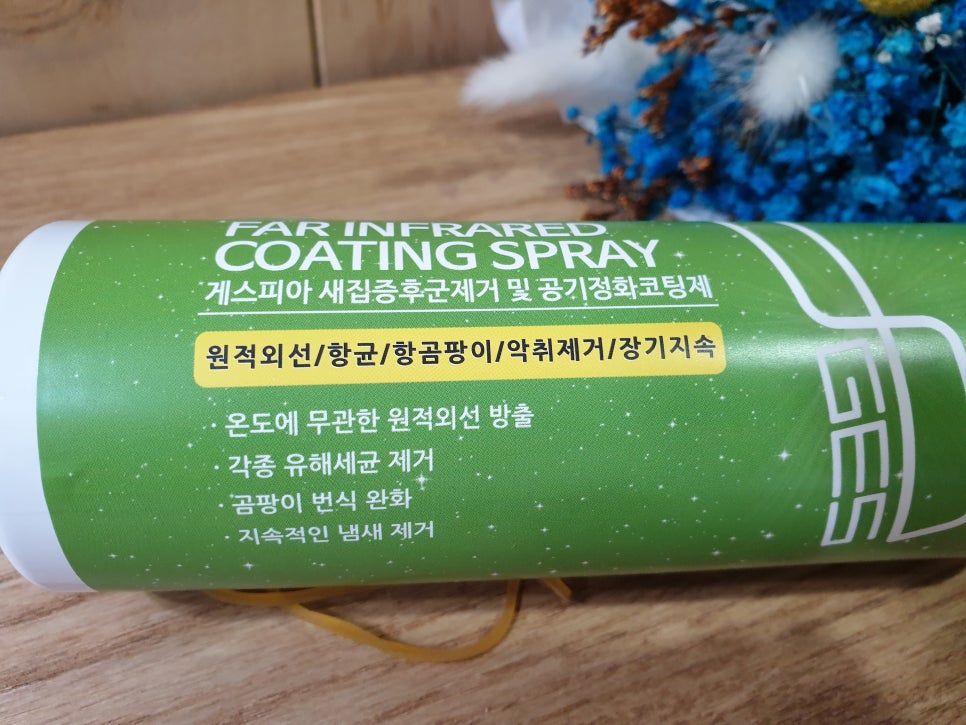 FAR INFRARED
COATING SPRAY
게스피아 새집증후군제거 및 공기정화코팅제
원적외선/항균/항곰팡이/악취제거/장기지속
· 온도에 무관한 원적외선 방출
· 각종 유해세균 제거
· 곰팡이 번식 완화
· 지속적인 냄새 제거
GES